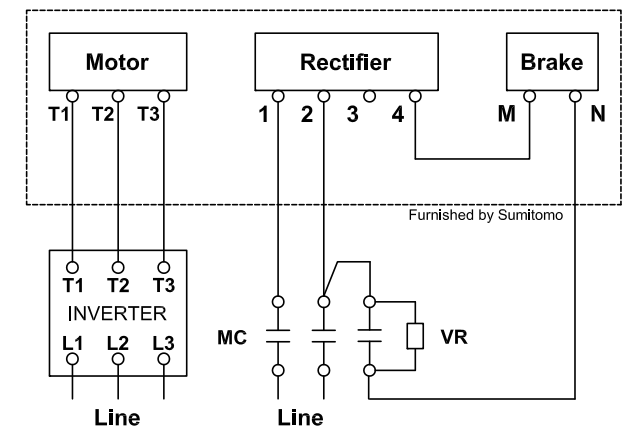 Motor Rectifier Brake
T1 T2 T3 1 2 3 4 M N
Furnished by Sumitomo
T1 T2 T3
INVERTER
L1 L2 L3
MC VR
Line Line